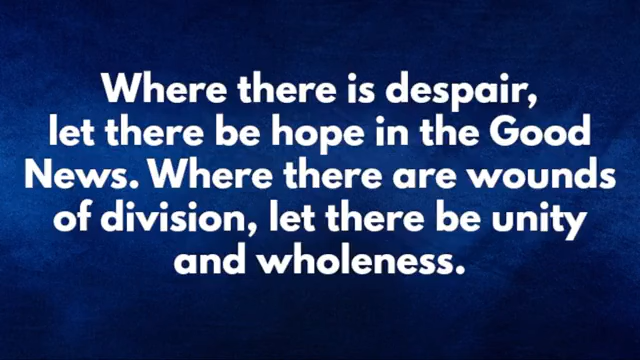 Where there is despair,
let there be hope in the Good
News. Where there are wounds
of division, let there be unity
and wholeness.